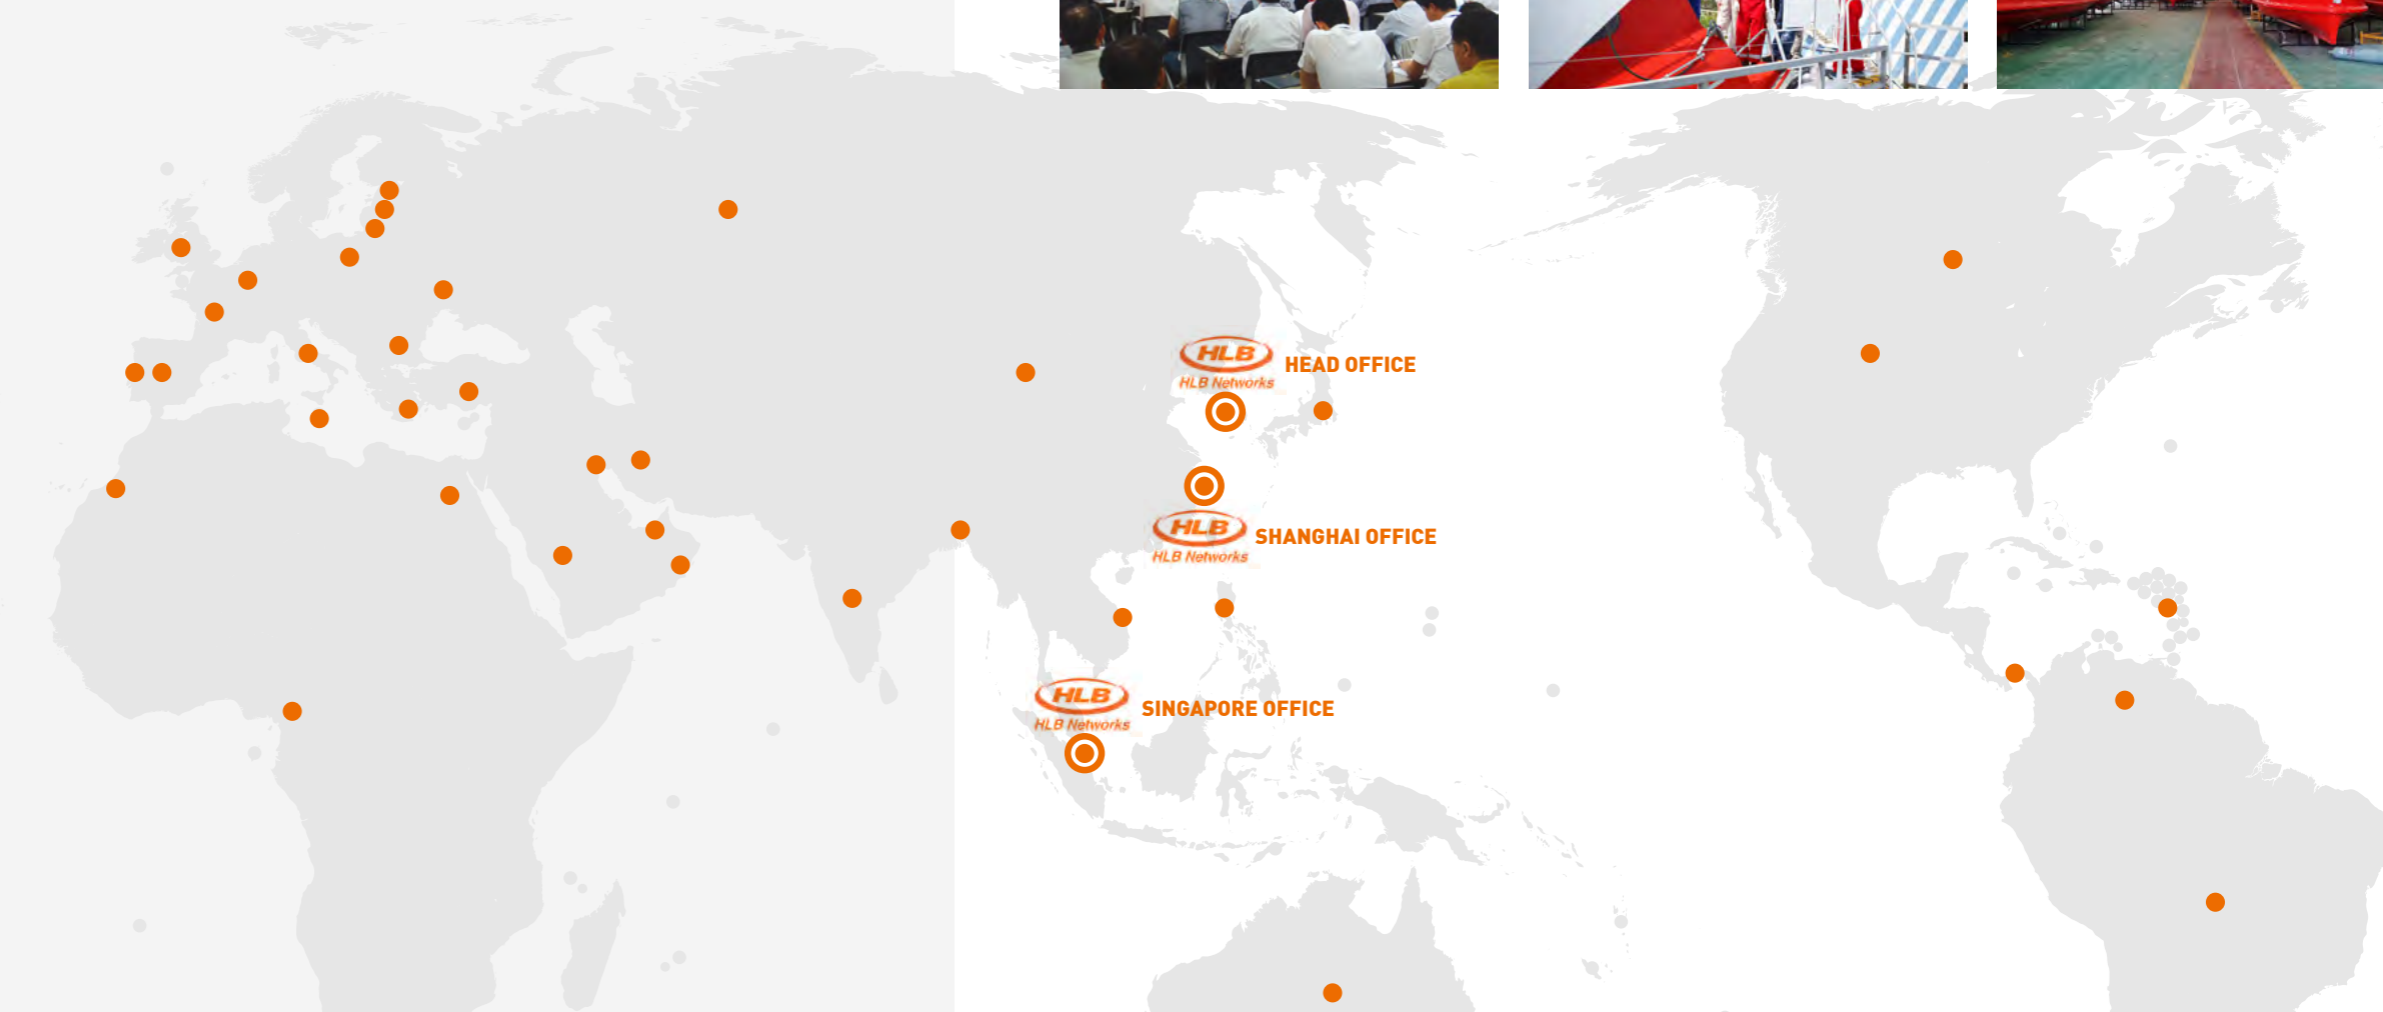 HLB
HLB Networks
HEAD OFFICE
HLB
HLB Networks
SHANGHAI OFFICE
HLB
HLB Networks
SINGAPORE OFFICE